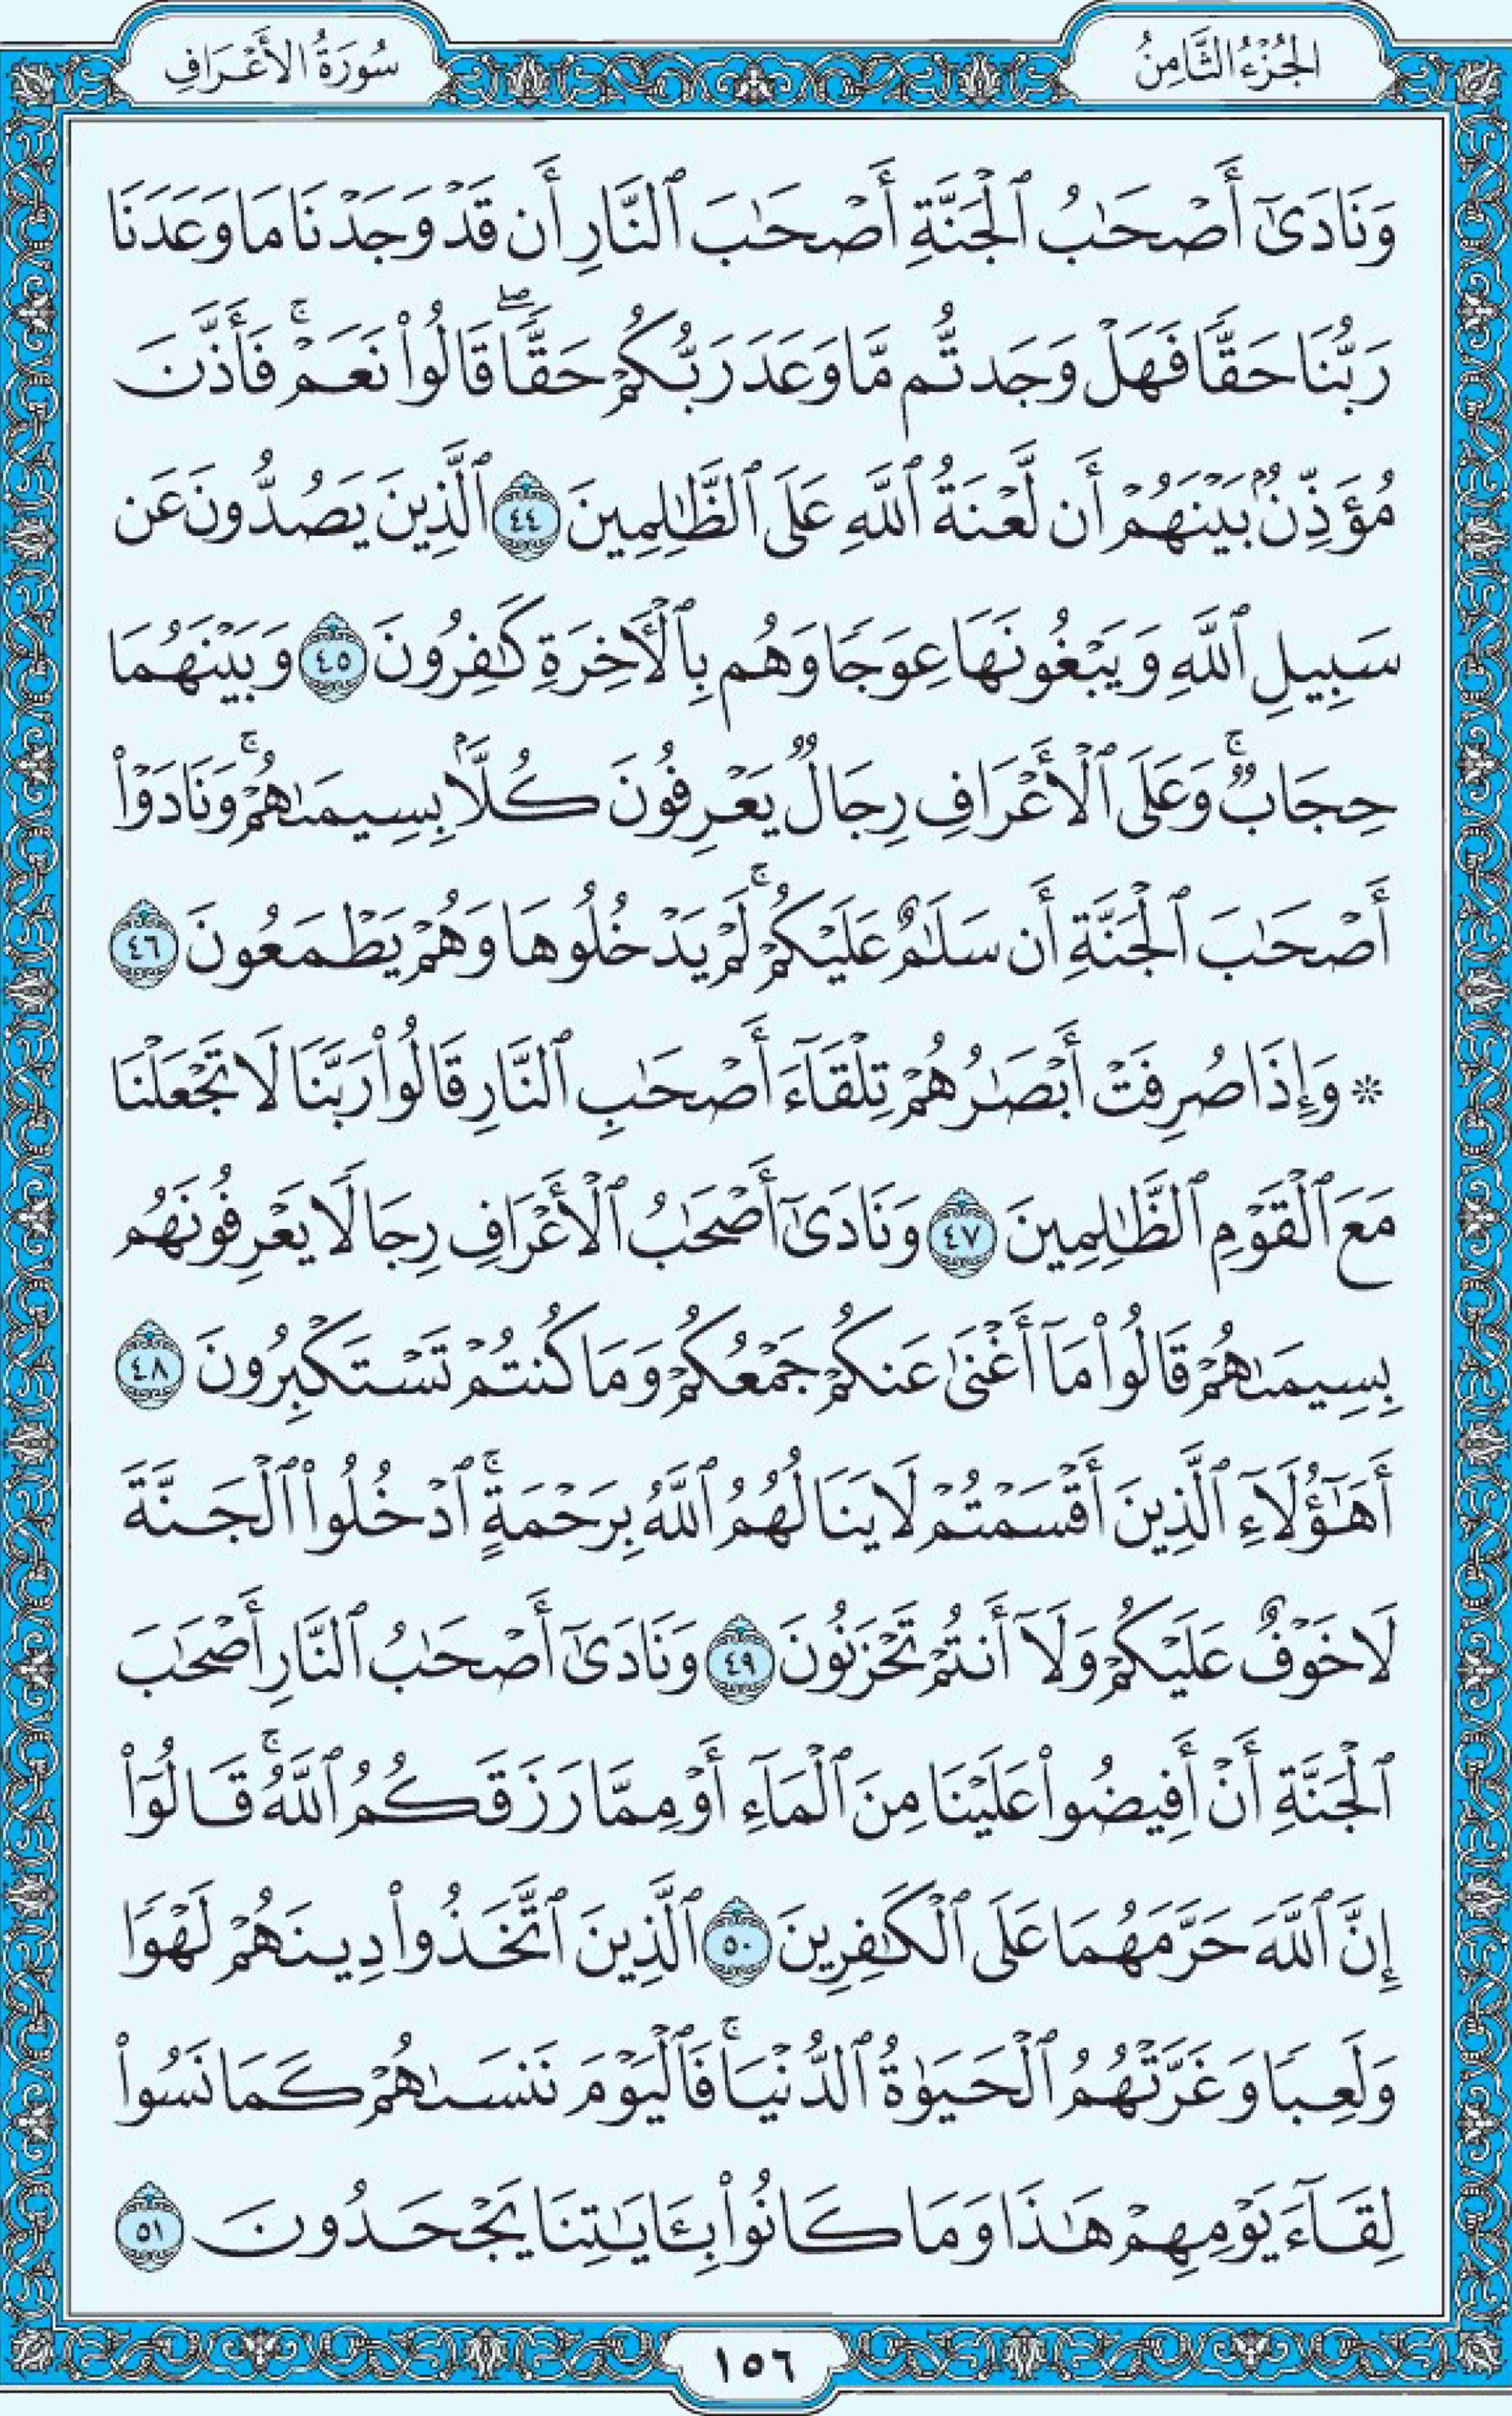 الجُزْءُ الثَّامِنُ
سُورَةُ الأَعْرَافِ
وَنَادَىٰٓ أَصْحَٰبُ ٱلْجَنَّةِ أَصْحَٰبَ ٱلنَّارِ أَن قَدْ وَجَدْنَا مَا وَعَدَنَا
رَبُّنَا حَقًّا فَهَلْ وَجَدتُّم مَّا وَعَدَ رَبُّكُمْ حَقًّا ۖ قَالُوا۟ نَعَمْ ۚ فَأَذَّنَ
مُؤَذِّنٌۢ بَيْنَهُمْ أَن لَّعْنَةُ ٱللَّهِ عَلَى ٱلظَّٰلِمِينَ ٤٤ ٱلَّذِينَ يَصُدُّونَ عَن
سَبِيلِ ٱللَّهِ وَيَبْغُونَهَا عِوَجًا وَهُم بِٱلْءَاخِرَةِ كَٰفِرُونَ ٤٥ وَبَيْنَهُمَا
حِجَابٌ ۚ وَعَلَى ٱلْأَعْرَافِ رِجَالٌ يَعْرِفُونَ كُلًّۢا بِسِيمَىٰهُمْ ۚ وَنَادَوْا۟
أَصْحَٰبَ ٱلْجَنَّةِ أَن سَلَٰمٌ عَلَيْكُمْ ۚ لَمْ يَدْخُلُوهَا وَهُمْ يَطْمَعُونَ ٤٦
۞ وَإِذَا صُرِفَتْ أَبْصَٰرُهُمْ تِلْقَآءَ أَصْحَٰبِ ٱلنَّارِ قَالُوا۟ رَبَّنَا لَا تَجْعَلْنَا
مَعَ ٱلْقَوْمِ ٱلظَّٰلِمِينَ ٤٧ وَنَادَىٰٓ أَصْحَٰبُ ٱلْأَعْرَافِ رِجَالًا يَعْرِفُونَهُم
بِسِيمَىٰهُمْ قَالُوا۟ مَآ أَغْنَىٰ عَنكُمْ جَمْعُكُمْ وَمَا كُنتُمْ تَسْتَكْبِرُونَ ٤٨
أَهَٰٓؤُلَآءِ ٱلَّذِينَ أَقْسَمْتُمْ لَا يَنَالُهُمُ ٱللَّهُ بِرَحْمَةٍ ۚ ٱدْخُلُوا۟ ٱلْجَنَّةَ
لَا خَوْفٌ عَلَيْكُمْ وَلَآ أَنتُمْ تَحْزَنُونَ ٤٩ وَنَادَىٰٓ أَصْحَٰبُ ٱلنَّارِ أَصْحَٰبَ
ٱلْجَنَّةِ أَنْ أَفِيضُوا۟ عَلَيْنَا مِنَ ٱلْمَآءِ أَوْ مِمَّا رَزَقَكُمُ ٱللَّهُ ۚ قَالُوٓا۟
إِنَّ ٱللَّهَ حَرَّمَهُمَا عَلَى ٱلْكَٰفِرِينَ ٥٠ ٱلَّذِينَ ٱتَّخَذُوا۟ دِينَهُمْ لَهْوًا
وَلَعِبًا وَغَرَّتْهُمُ ٱلْحَيَوٰةُ ٱلدُّنْيَا ۚ فَٱلْيَوْمَ نَنسَىٰهُمْ كَمَا نَسُوا۟
لِقَآءَ يَوْمِهِمْ هَٰذَا وَمَا كَانُوا۟ بِـَٔايَٰتِنَا يَجْحَدُونَ ٥١
١٥٦